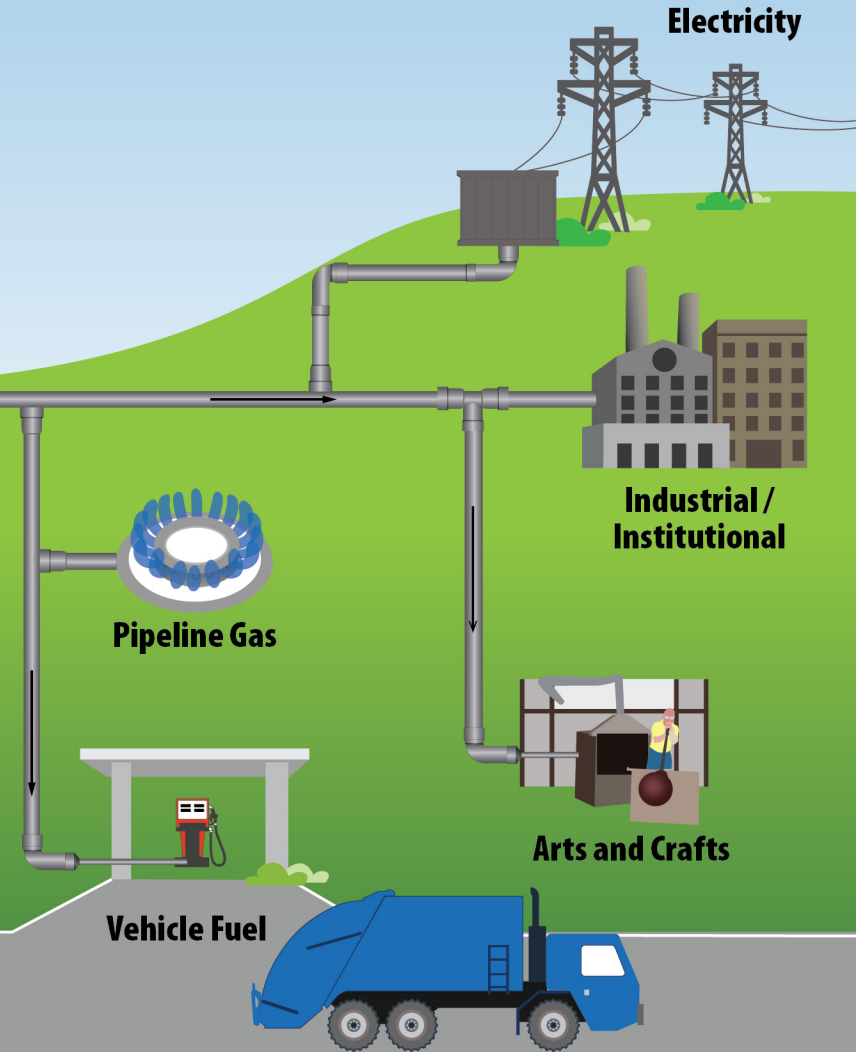 Electricity
Industrial /
Institutional
Pipeline Gas
Arts and Crafts
Vehicle Fuel